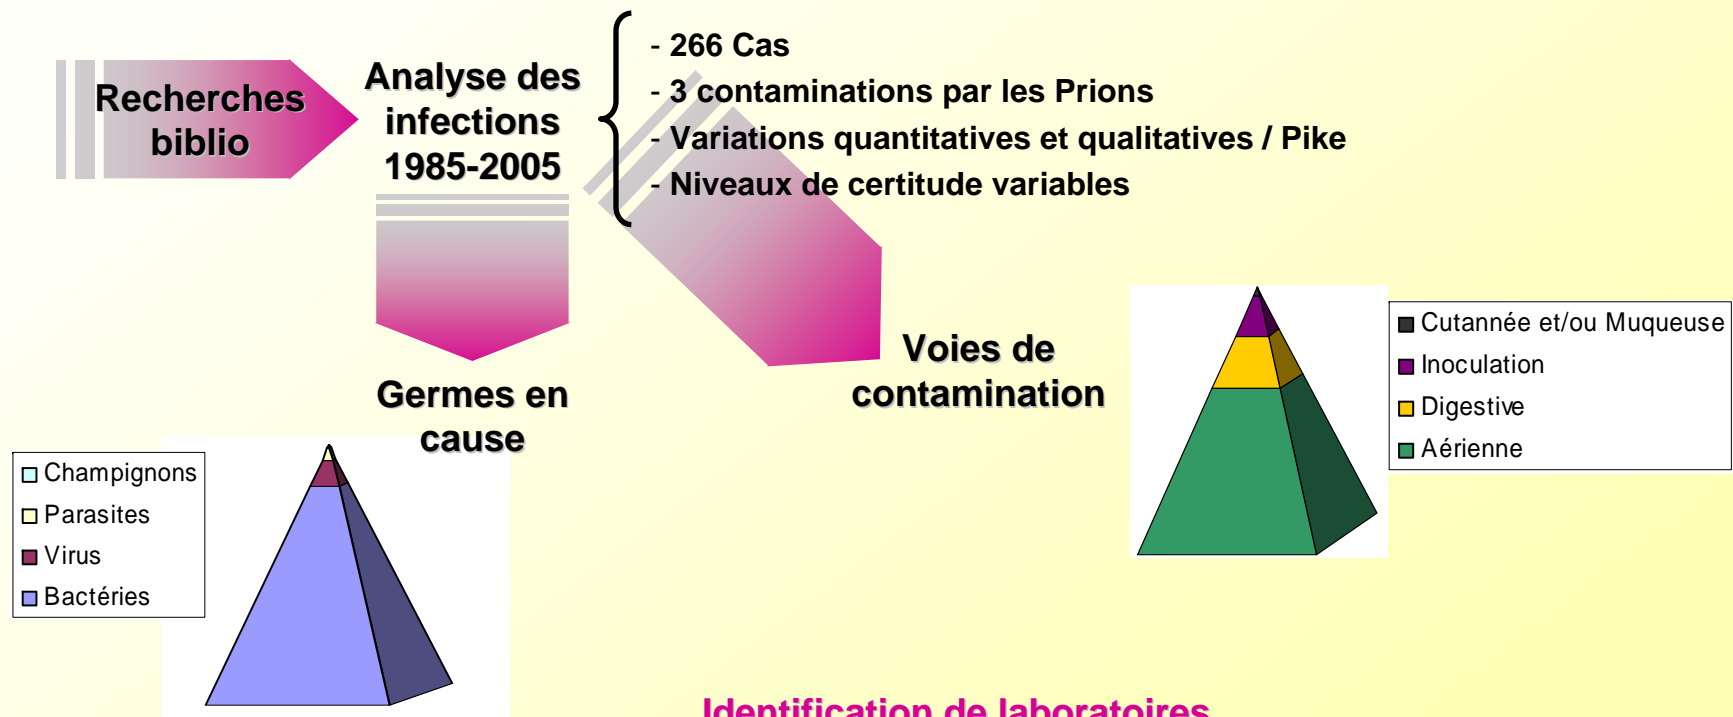 Recherches
biblio
Analyse des
infections
1985-2005
- 266 Cas
- 3 contaminations par les Prions
- Variations quantitatives et qualitatives / Pike
- Niveaux de certitude variables
Germes en
cause
Voies de
contamination
Cutannée et/ou Muqueuse
Inoculation
Digestive
Aérienne
Champignons
Parasites
Virus
Bactéries
Identification de laboratoires